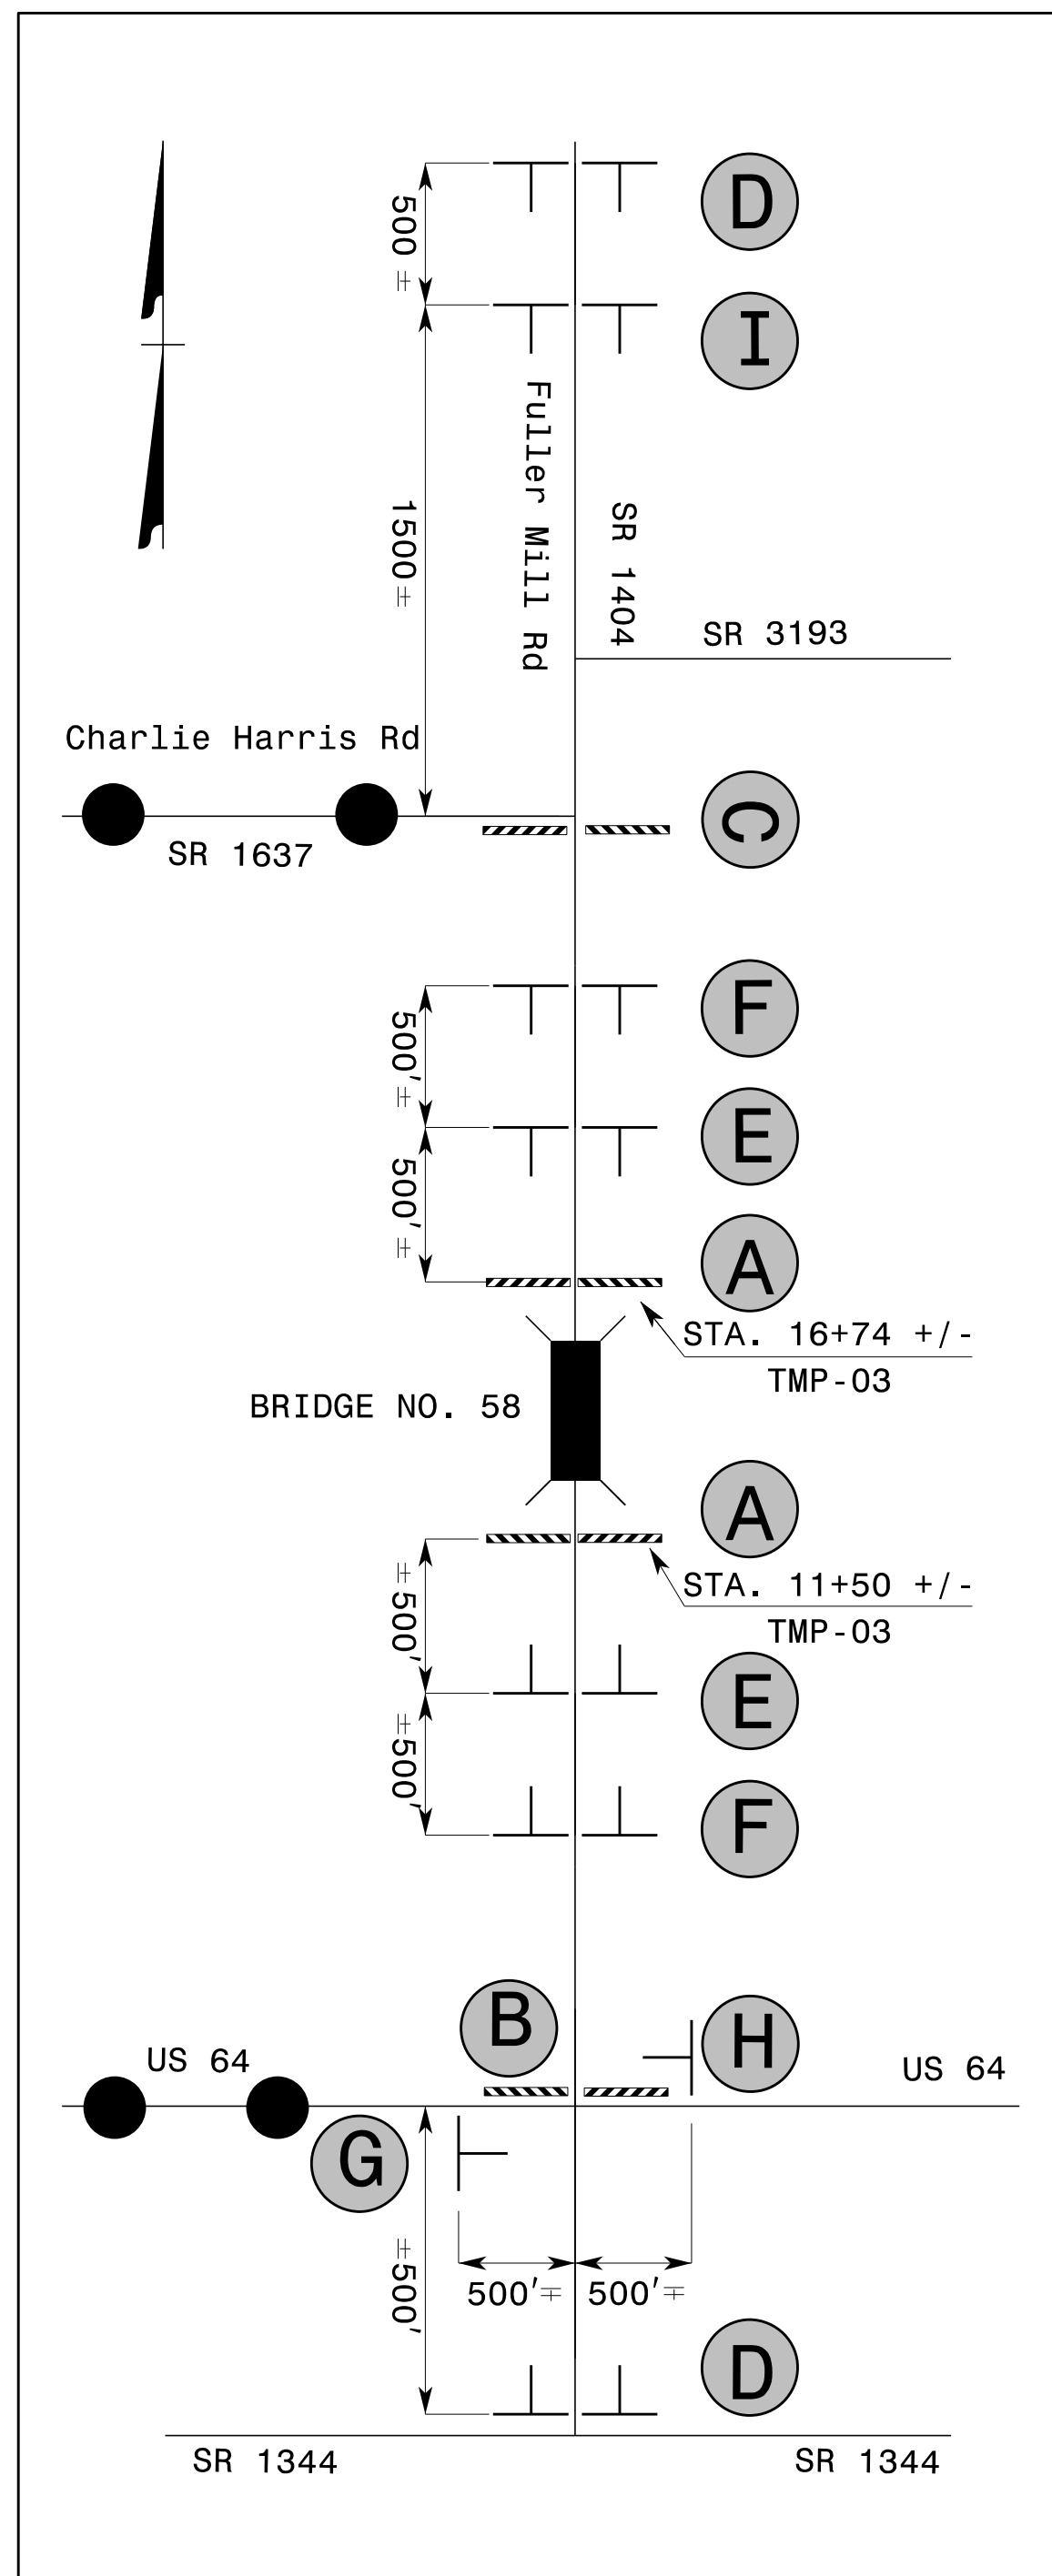 D
500 ±
I
1500±
Fuller Mill Rd
SR 1404
SR 3193
Charlie Harris Rd
SR 1637
C
F
500'±
E
500'±
A
STA. 16+74 +/-
TMP-03
BRIDGE NO. 58
A
STA. 11+50 +/-
TMP-03
±500'
E
±500'
F
B
H
US 64
US 64
G
±500'
500'±
500'±
D
SR 1344
SR 1344